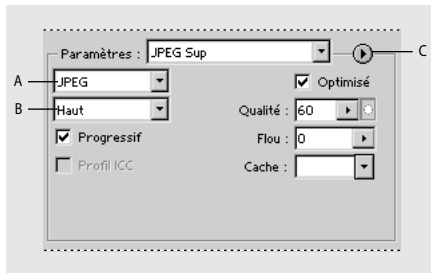 Paramètres : JPEG Sup
C
A
JPEG
Optimisé
B
Haut
Qualité : 60
Progressif
Flou : 0
Profil ICC
Cache :